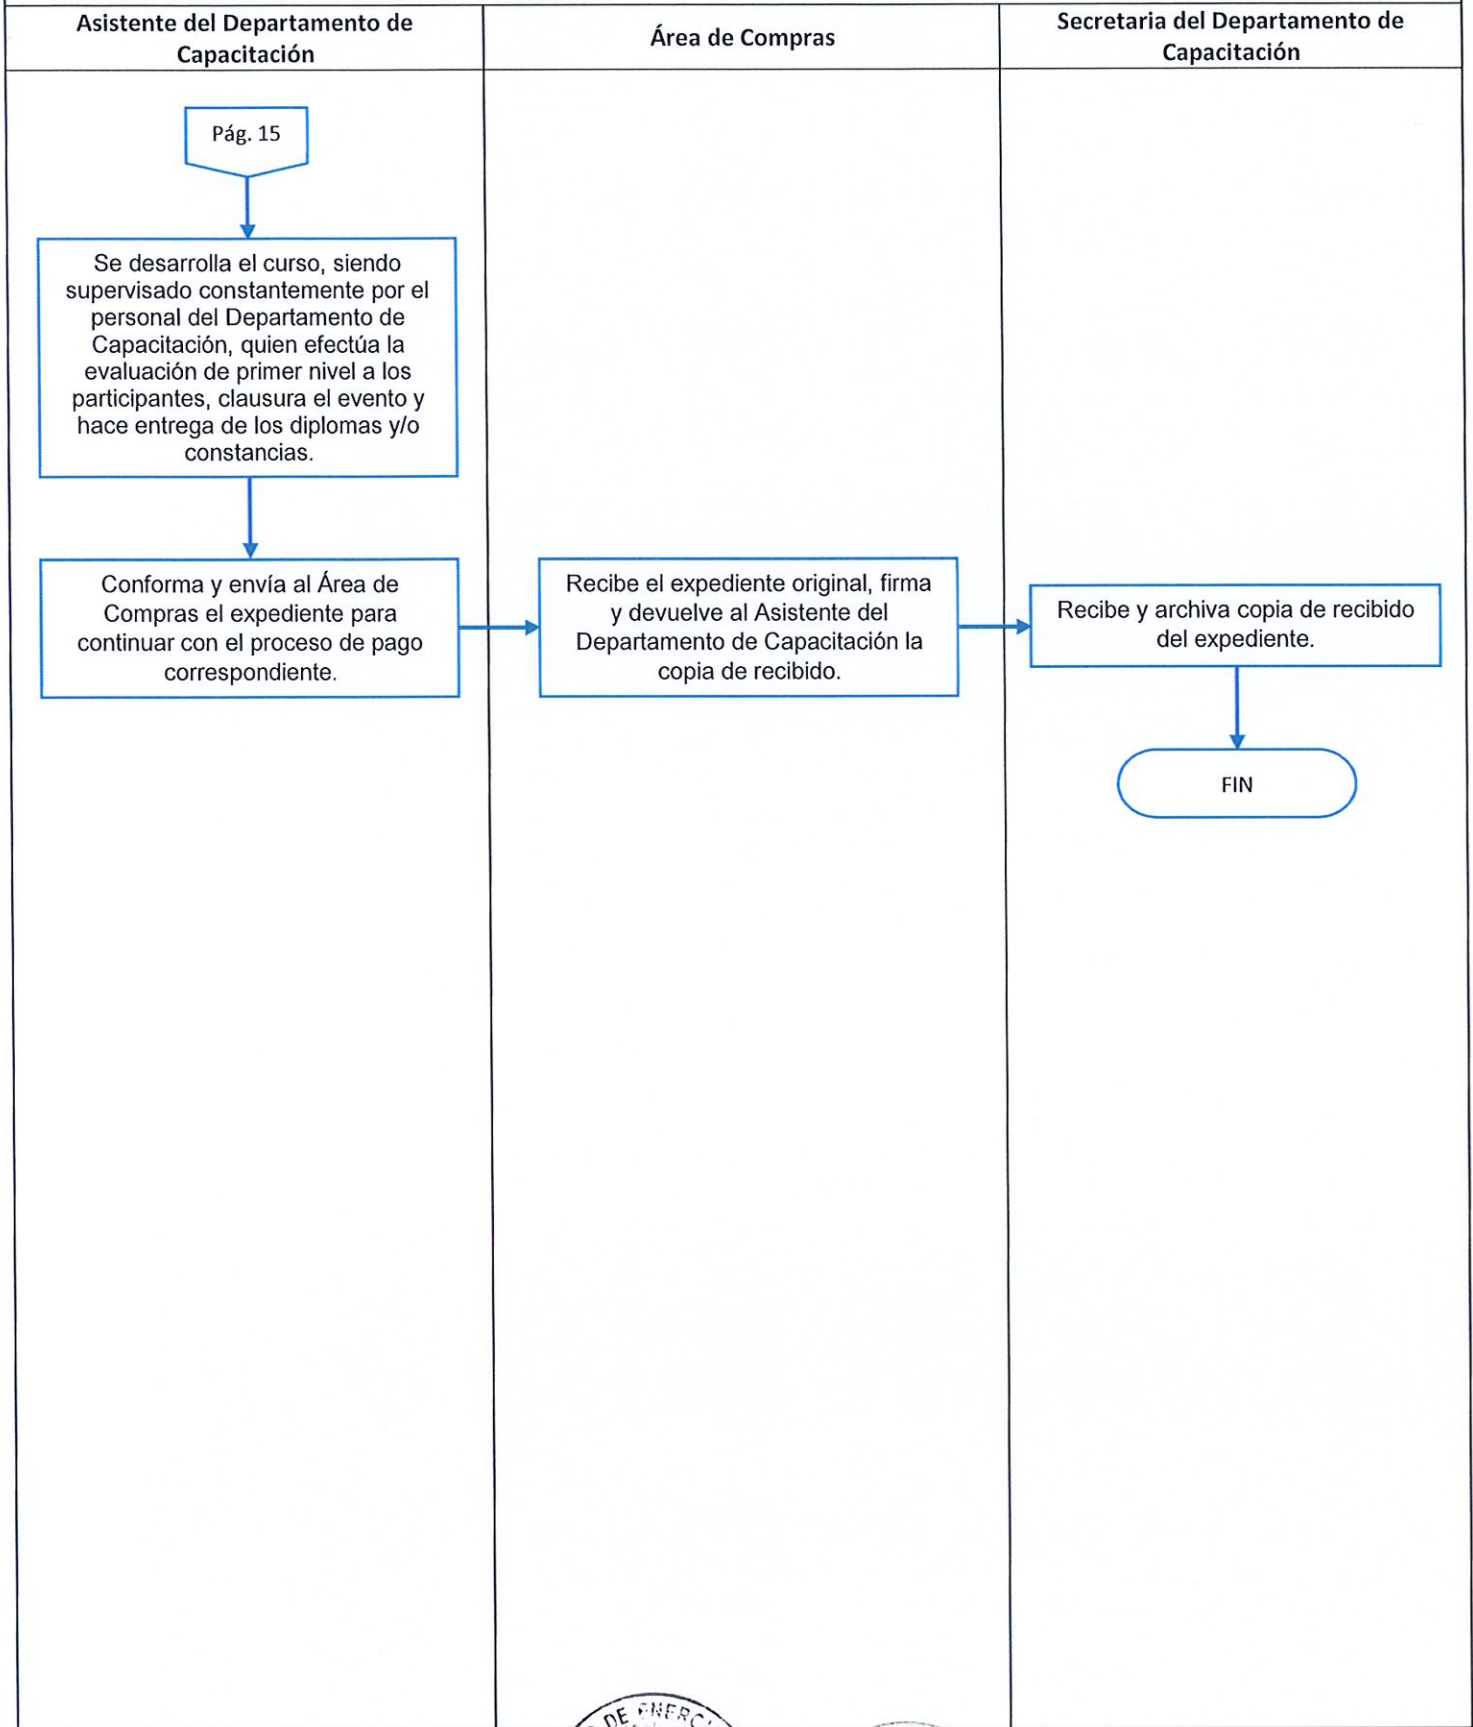 Asistente del Departamento de
Capacitación
Área de Compras
Secretaria del Departamento de
Capacitación
Pág. 15
Se desarrolla el curso, siendo
supervisado constantemente por el
personal del Departamento de
Capacitación, quien efectúa la
evaluación de primer nivel a los
participantes, clausura el evento y
hace entrega de los diplomas y/o
constancias.
Conforma y envía al Área de
Compras el expediente para
continuar con el proceso de pago
correspondiente.
Recibe el expediente original, firma
y devuelve al Asistente del
Departamento de Capacitación la
copia de recibido.
Recibe y archiva copia de recibido
del expediente.
FIN
DE